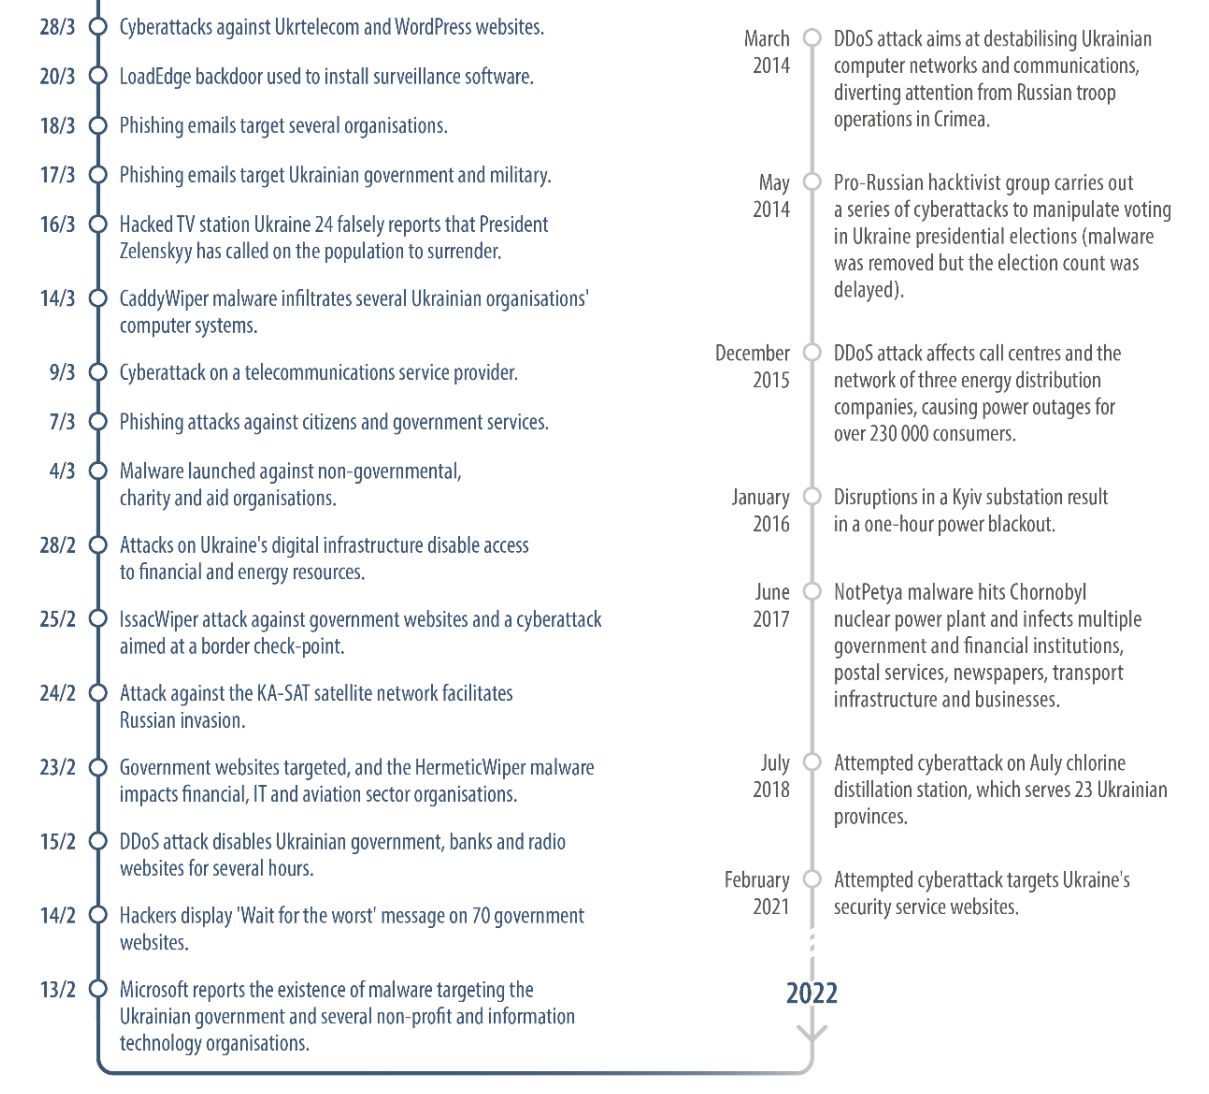 28/3
Cyberattacks against Ukrtelecom and WordPress websites.
20/3
LoadEdge backdoor used to install surveillance software.
18/3
Phishing emails target several organisations.
17/3
Phishing emails target Ukrainian government and military.
16/3
Hacked TV station Ukraine 24 falsely reports that President
Zelenskyy has called on the population to surrender.
14/3
CaddyWiper malware infiltrates several Ukrainian organisations'
computer systems.
9/3
Cyberattack on a telecommunications service provider.
7/3
Phishing attacks against citizens and government services.
4/3
Malware launched against non-governmental,
charity and aid organisations.
28/2
Attacks on Ukraine's digital infrastructure disable access
to financial and energy resources.
25/2
IssacWiper attack against government websites and a cyberattack
aimed at a border check-point.
24/2
Attack against the KA-SAT satellite network facilitates
Russian invasion.
23/2
Government websites targeted, and the HermeticWiper malware
impacts financial, IT and aviation sector organisations.
15/2
DDoS attack disables Ukrainian government, banks and radio
websites for several hours.
14/2
Hackers display 'Wait for the worst' message on 70 government
websites.
13/2
Microsoft reports the existence of malware targeting the
Ukrainian government and several non-profit and information
technology organisations.
March
2014
DDoS attack aims at destabilising Ukrainian
computer networks and communications,
diverting attention from Russian troop
operations in Crimea.
May
2014
Pro-Russian hacktivist group carries out
a series of cyberattacks to manipulate voting
in Ukraine presidential elections (malware
was removed but the election count was
delayed).
December
2015
DDoS attack affects call centres and the
network of three energy distribution
companies, causing power outages for
over 230 000 consumers.
January
2016
Disruptions in a Kyiv substation result
in a one-hour power blackout.
June
2017
NotPetya malware hits Chornobyl
nuclear power plant and infects multiple
government and financial institutions,
postal services, newspapers, transport
infrastructure and businesses.
July
2018
Attempted cyberattack on Auly chlorine
distillation station, which serves 23 Ukrainian
provinces.
February
2021
Attempted cyberattack targets Ukraine's
security service websites.
2022